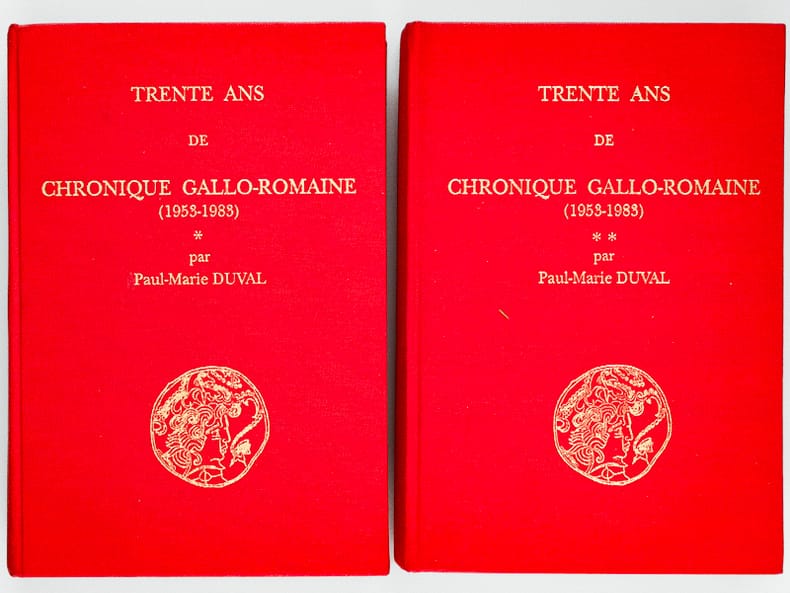 TRENTE ANS
DE
CHRONIQUE GALLO-ROMAINE
(1953-1983)
*
par
Paul-Marie DUVAL
TRENTE ANS
DE
CHRONIQUE GALLO-ROMAINE
(1953-1983)
* *
par
Paul-Marie DUVAL